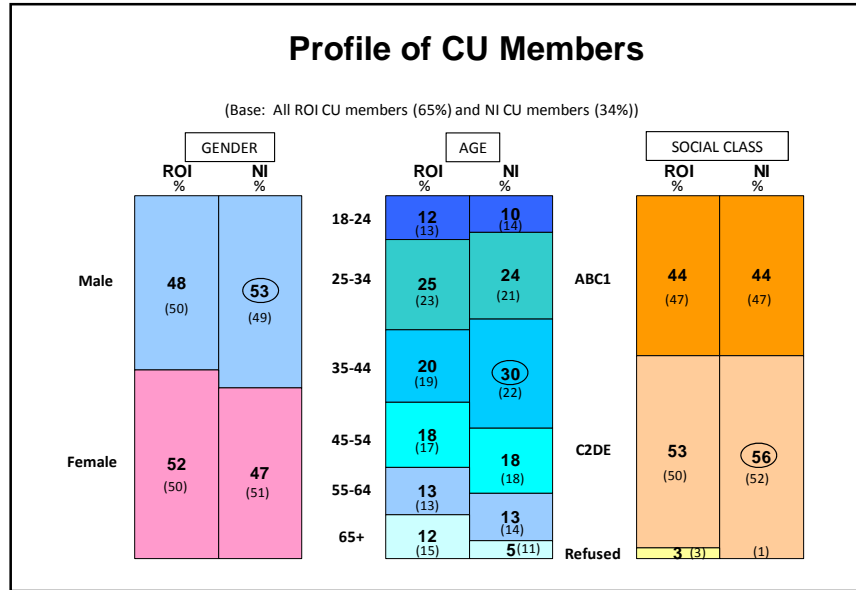 Profile of CU Members
(Base:  All ROI CU members (65%) and NI CU members (34%))
GENDER
ROI NI
% %
Male
48 53
(50) (49)
Female
52 47
(50) (51)
AGE
ROI NI
% %
18-24
12 10
(13) (14)
25-34
25 24
(23) (21)
35-44
20 30
(19) (22)
45-54
18 18
(17) (18)
55-64
13 13
(13) (14)
65+
12 5 (11)
(15)
SOCIAL CLASS
ROI NI
% %
ABC1
44 44
(47) (47)
C2DE
53 56
(50) (52)
Refused
3 (3) (1)